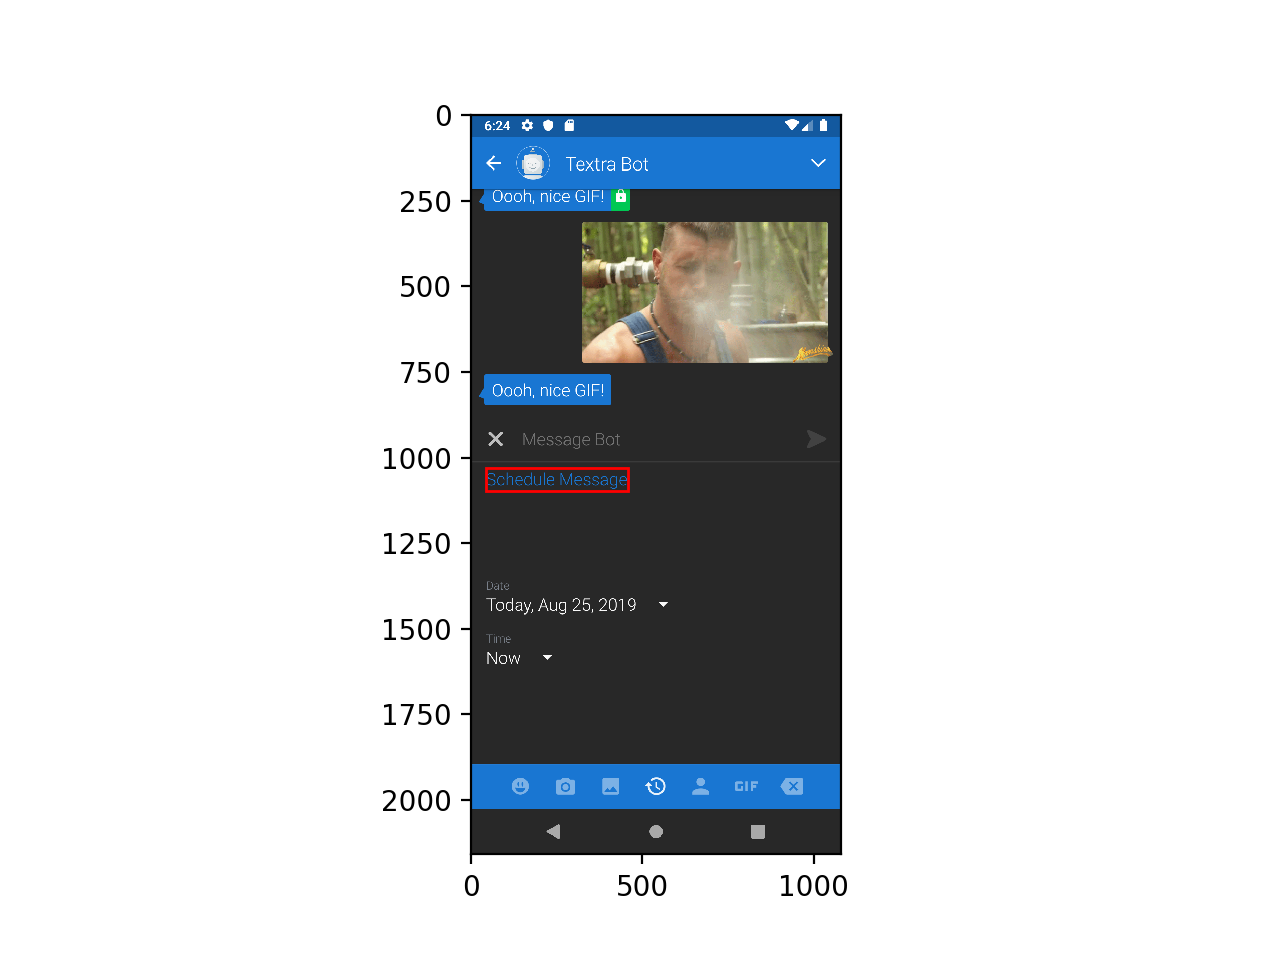 0
250
500
750
1000
1250
1500
1750
2000
0 500 1000
6:24
Textra Bot
Oooh, nice GIF!
Oooh, nice GIF!
Message Bot
Schedule Message
Date
Today, Aug 25, 2019
Time
Now
GIF